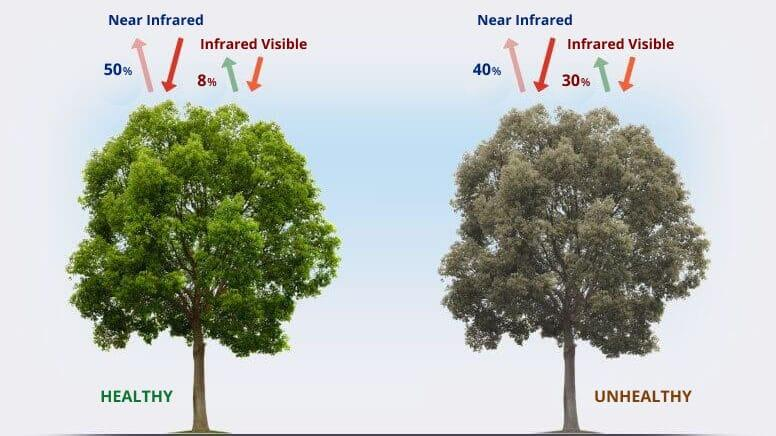 Near Infrared
Infrared Visible
50%
8%
HEALTHY
Near Infrared
Infrared Visible
40%
30%
UNHEALTHY